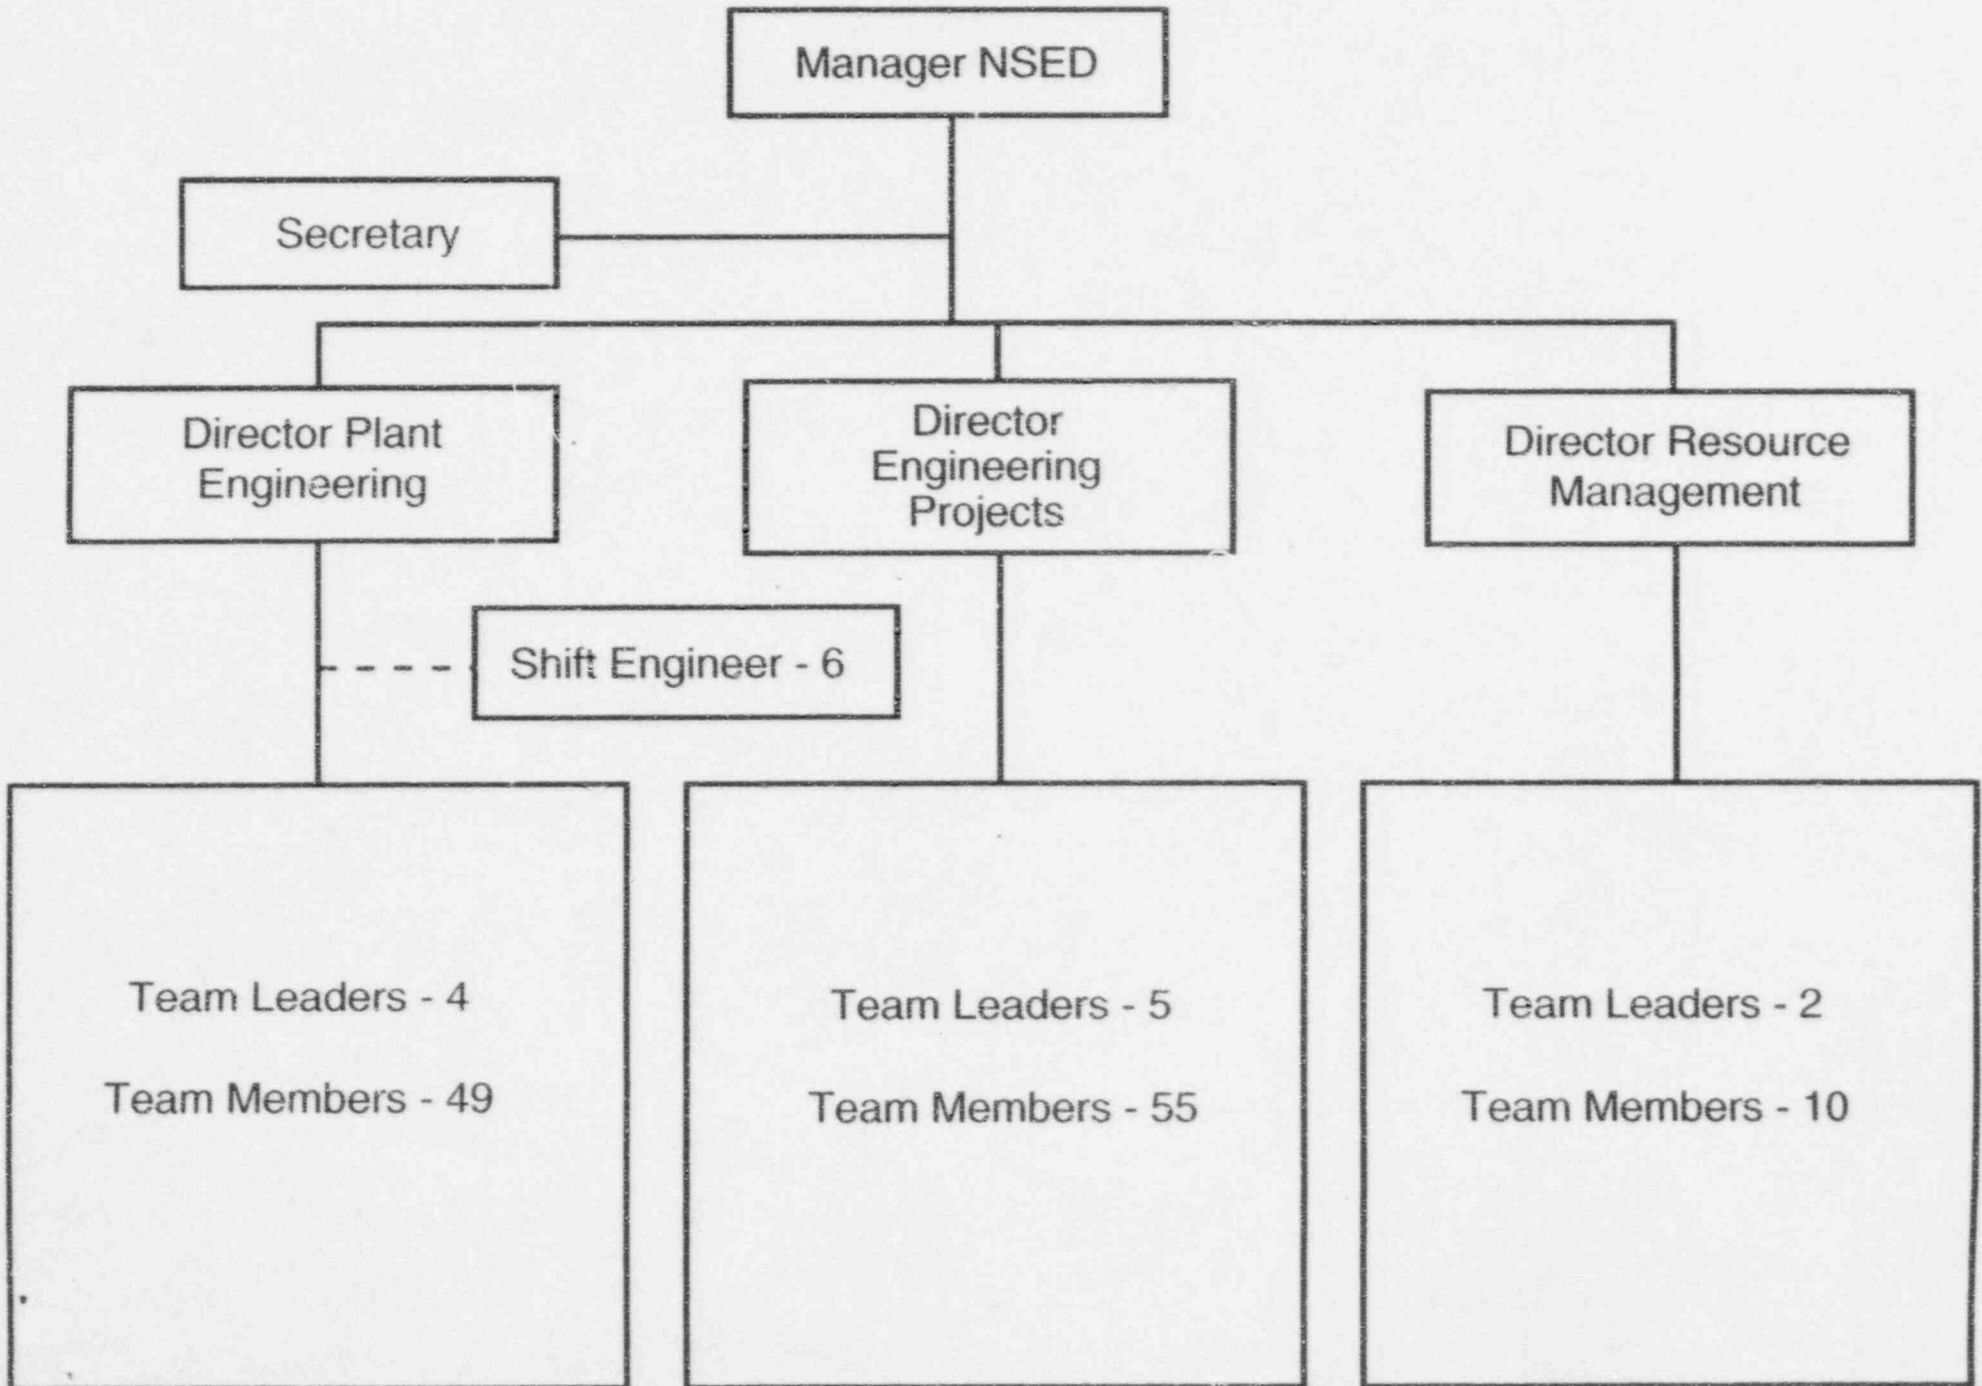 Manager NSED
Secretary
Director Plant
Engineering
Director
Engineering
Projects
Director Resource
Management
Shift Engineer - 6
Team Leaders - 4
Team Members - 49
Team Leaders - 5
Team Members - 55
Team Leaders - 2
Team Members - 10